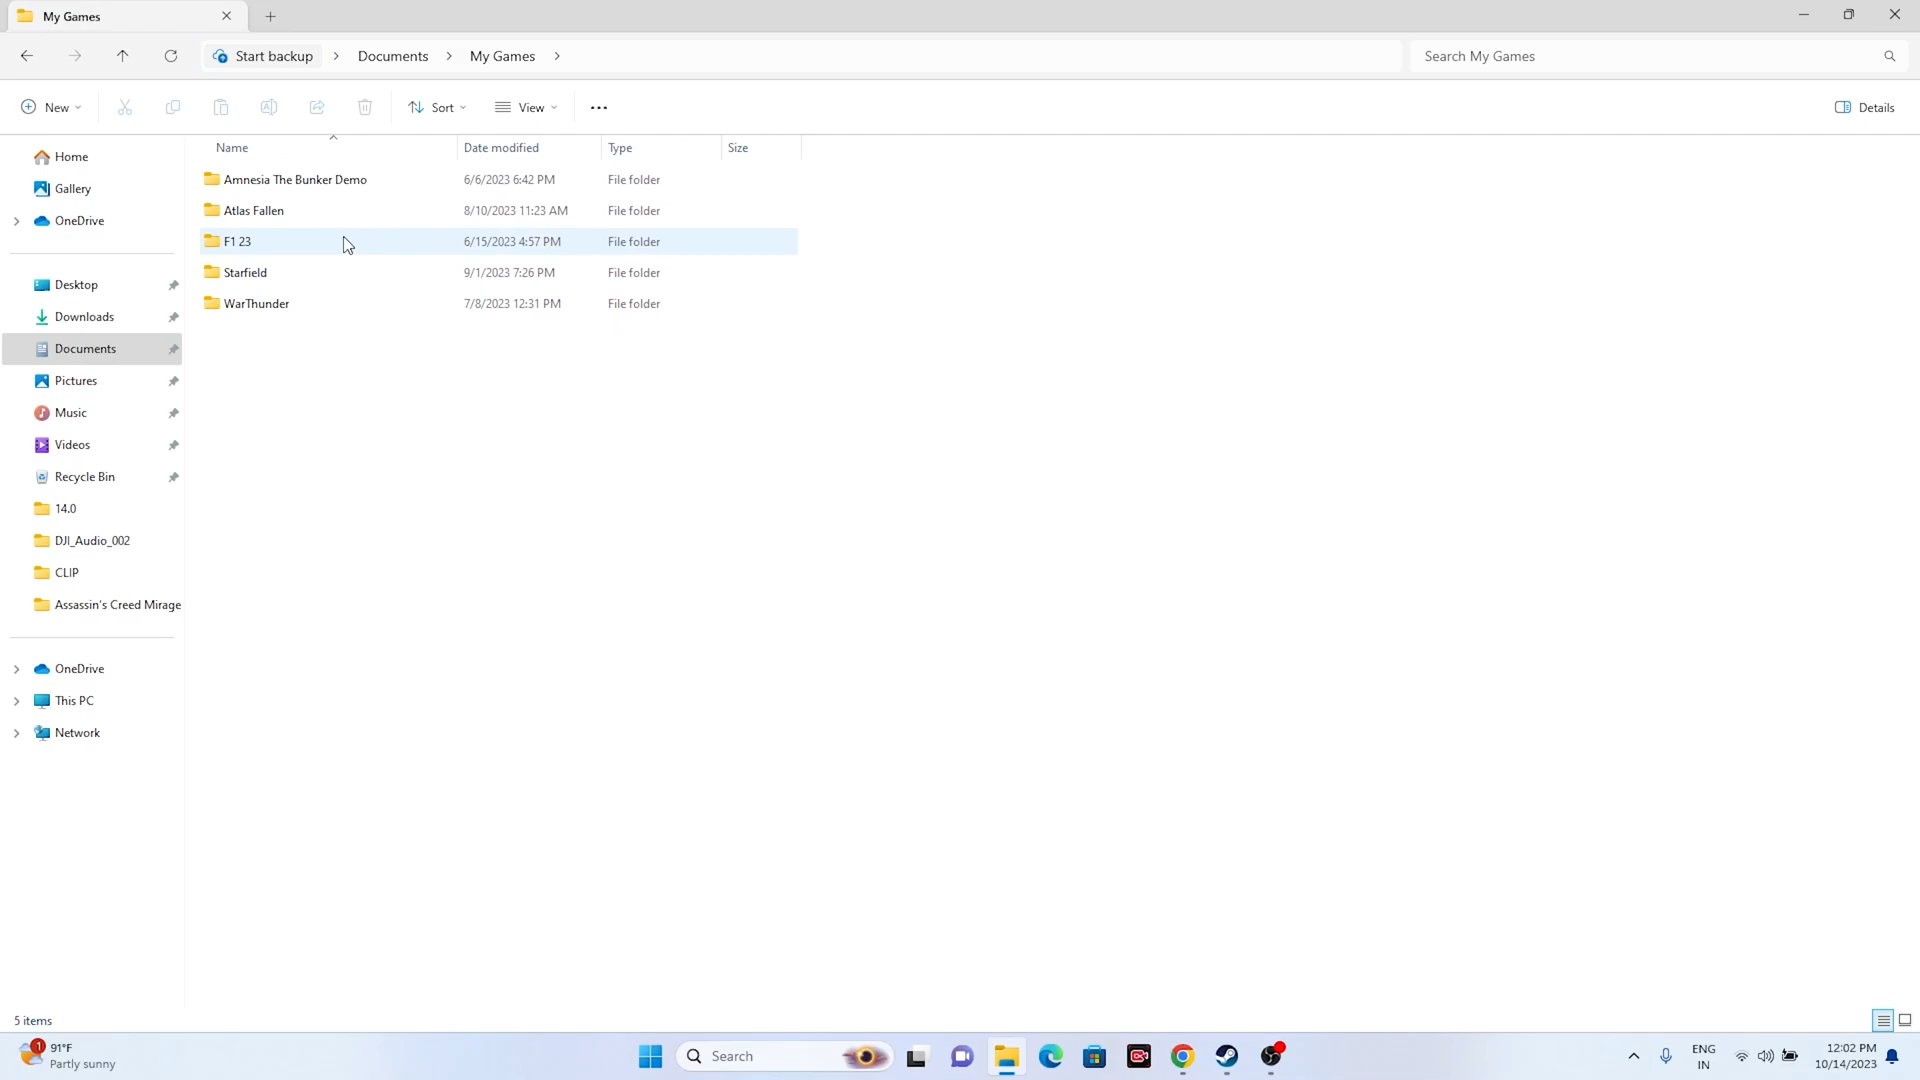 My Games
Start backup > Documents > My Games >
Search My Games
New
Sort
View
Details
Name Date modified Type Size
Amnesia The Bunker Demo 6/6/2023 6:42 PM File folder
Atlas Fallen 8/10/2023 11:23 AM File folder
F1 23 6/15/2023 4:57 PM File folder
Starfield 9/1/2023 7:26 PM File folder
WarThunder 7/8/2023 12:31 PM File folder
Home
Gallery
OneDrive
Desktop
Downloads
Documents
Pictures
Music
Videos
Recycle Bin
14.0
DJI_Audio_002
CLIP
Assassin's Creed Mirage
OneDrive
This PC
Network
5 items
1
91°F
Partly sunny
Search
ENG
IN
12:02 PM
10/14/2023